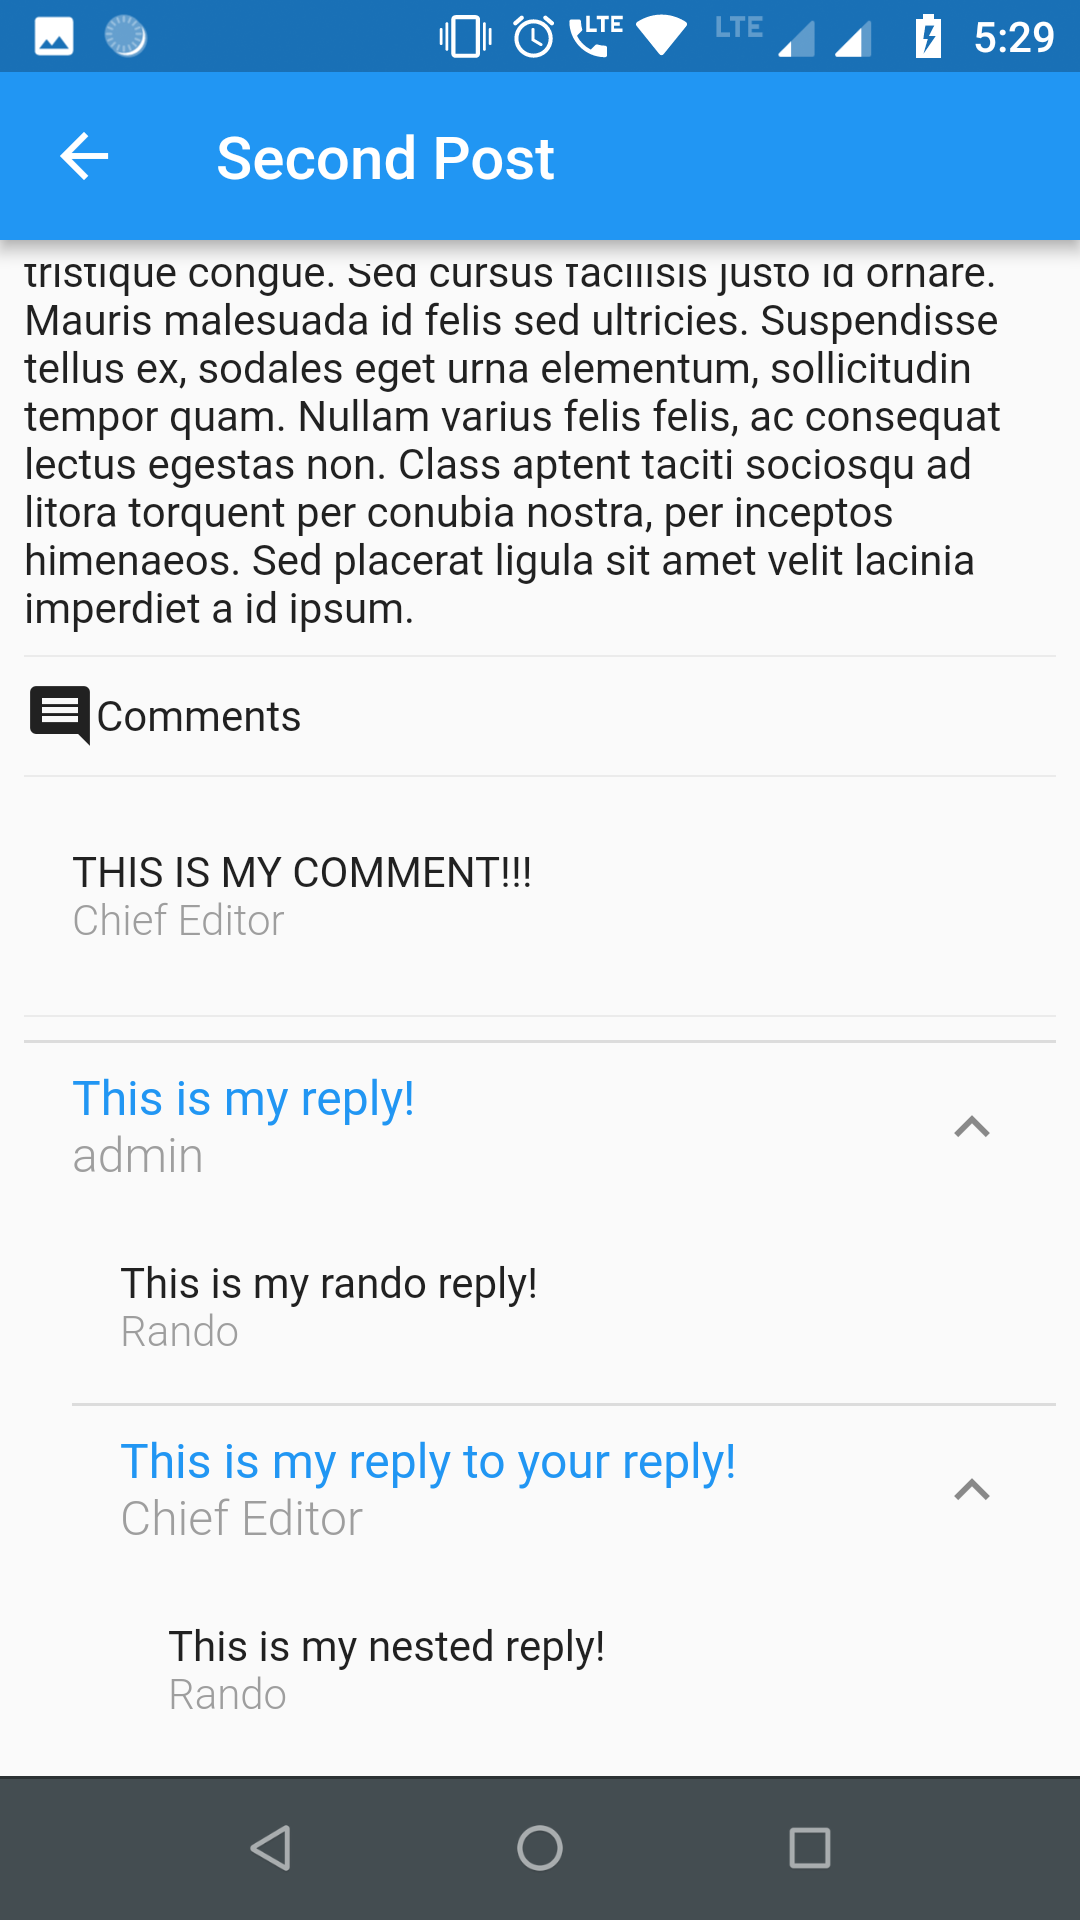 LTE LTE 5:29
Second Post
tristique congue. Sed cursus facilisis justo id ornare.
Mauris malesuada id felis sed ultricies. Suspendisse
tellus ex, sodales eget urna elementum, sollicitudin
tempor quam. Nullam varius felis felis, ac consequat
lectus egestas non. Class aptent taciti sociosqu ad
litora torquent per conubia nostra, per inceptos
himenaeos. Sed placerat ligula sit amet velit lacinia
imperdiet a id ipsum.
Comments
THIS IS MY COMMENT!!!
Chief Editor
This is my reply!
admin
This is my rando reply!
Rando
This is my reply to your reply!
Chief Editor
This is my nested reply!
Rando